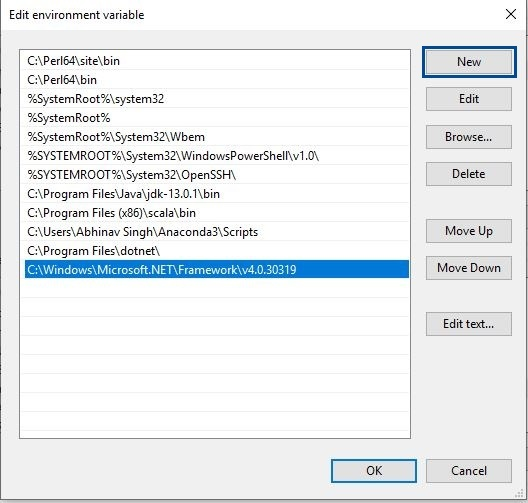 Edit environment variable
C:\Perl64\site\bin
C:\Perl64\bin
%SystemRoot%\system32
%SystemRoot%
%SystemRoot%\System32\Wbem
%SYSTEMROOT%\System32\WindowsPowerShell\v1.0\
%SYSTEMROOT%\System32\OpenSSH\
C:\Program Files\Java\jdk-13.0.1\bin
C:\Program Files (x86)\scala\bin
C:\Users\Abhinav Singh\Anaconda3\Scripts
C:\Program Files\dotnet\
C:\Windows\Microsoft.NET\Framework\v4.0.30319
New
Edit
Browse...
Delete
Move Up
Move Down
Edit text...
OK
Cancel